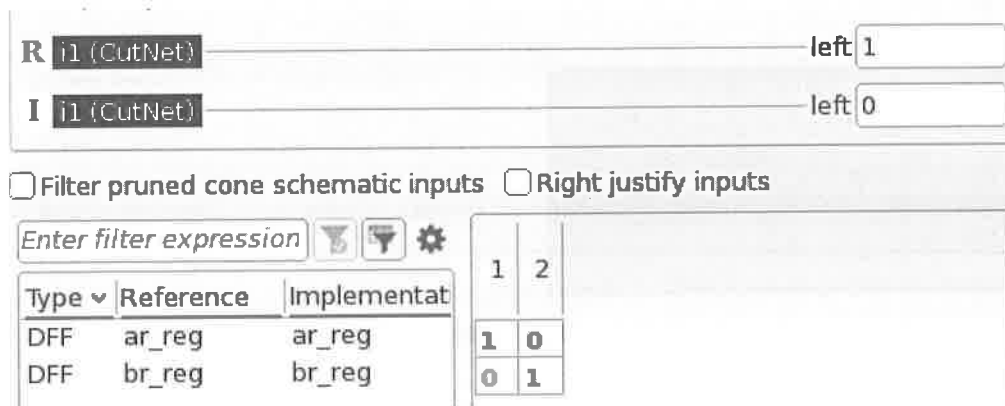 R i1 (CutNet) left 1
I i1 (CutNet) left 0
Filter pruned cone schematic inputs Right justify inputs
Enter filter expression
1 2
Type Reference Implementat
DFF ar_reg ar_reg 1 0
DFF br_reg br_reg 0 1